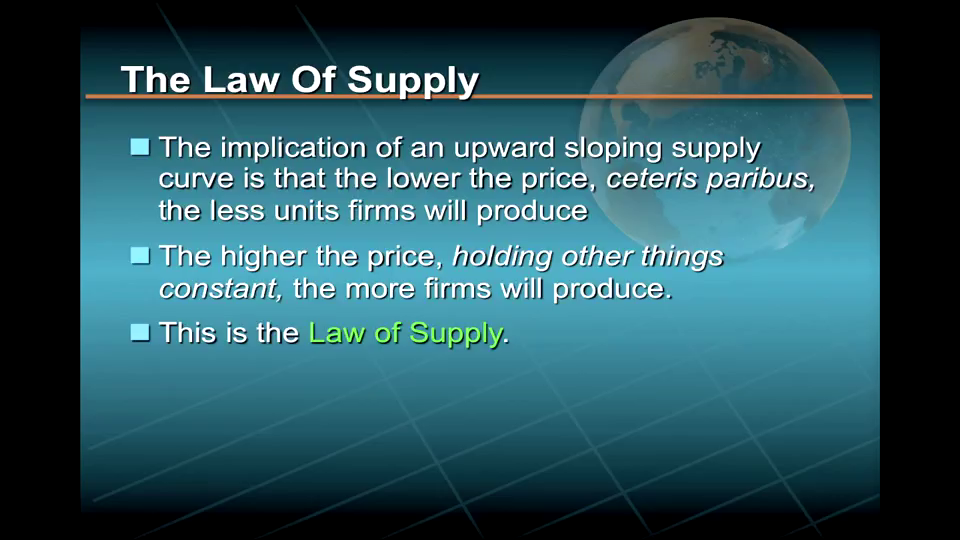 The Law Of Supply
The implication of an upward sloping supply
curve is that the lower the price, ceteris paribus,
the less units firms will produce
The higher the price, holding other things
constant, the more firms will produce.
This is the Law of Supply.